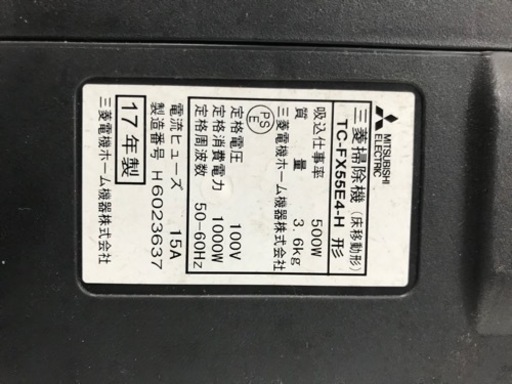 MITSUBISHI
ELECTRIC
三菱掃除機（床移動形）
TC-FX55E4-H 形
吸込仕事率 500W
質量 3.6kg
三菱電機ホーム機器株式会社
PS
E
定格電圧 100V
定格消費電力 1000W
定格周波数 50-60Hz
電流ヒューズ 15A
製造番号 H6023637
17年製
三菱電機ホーム機器株式会社